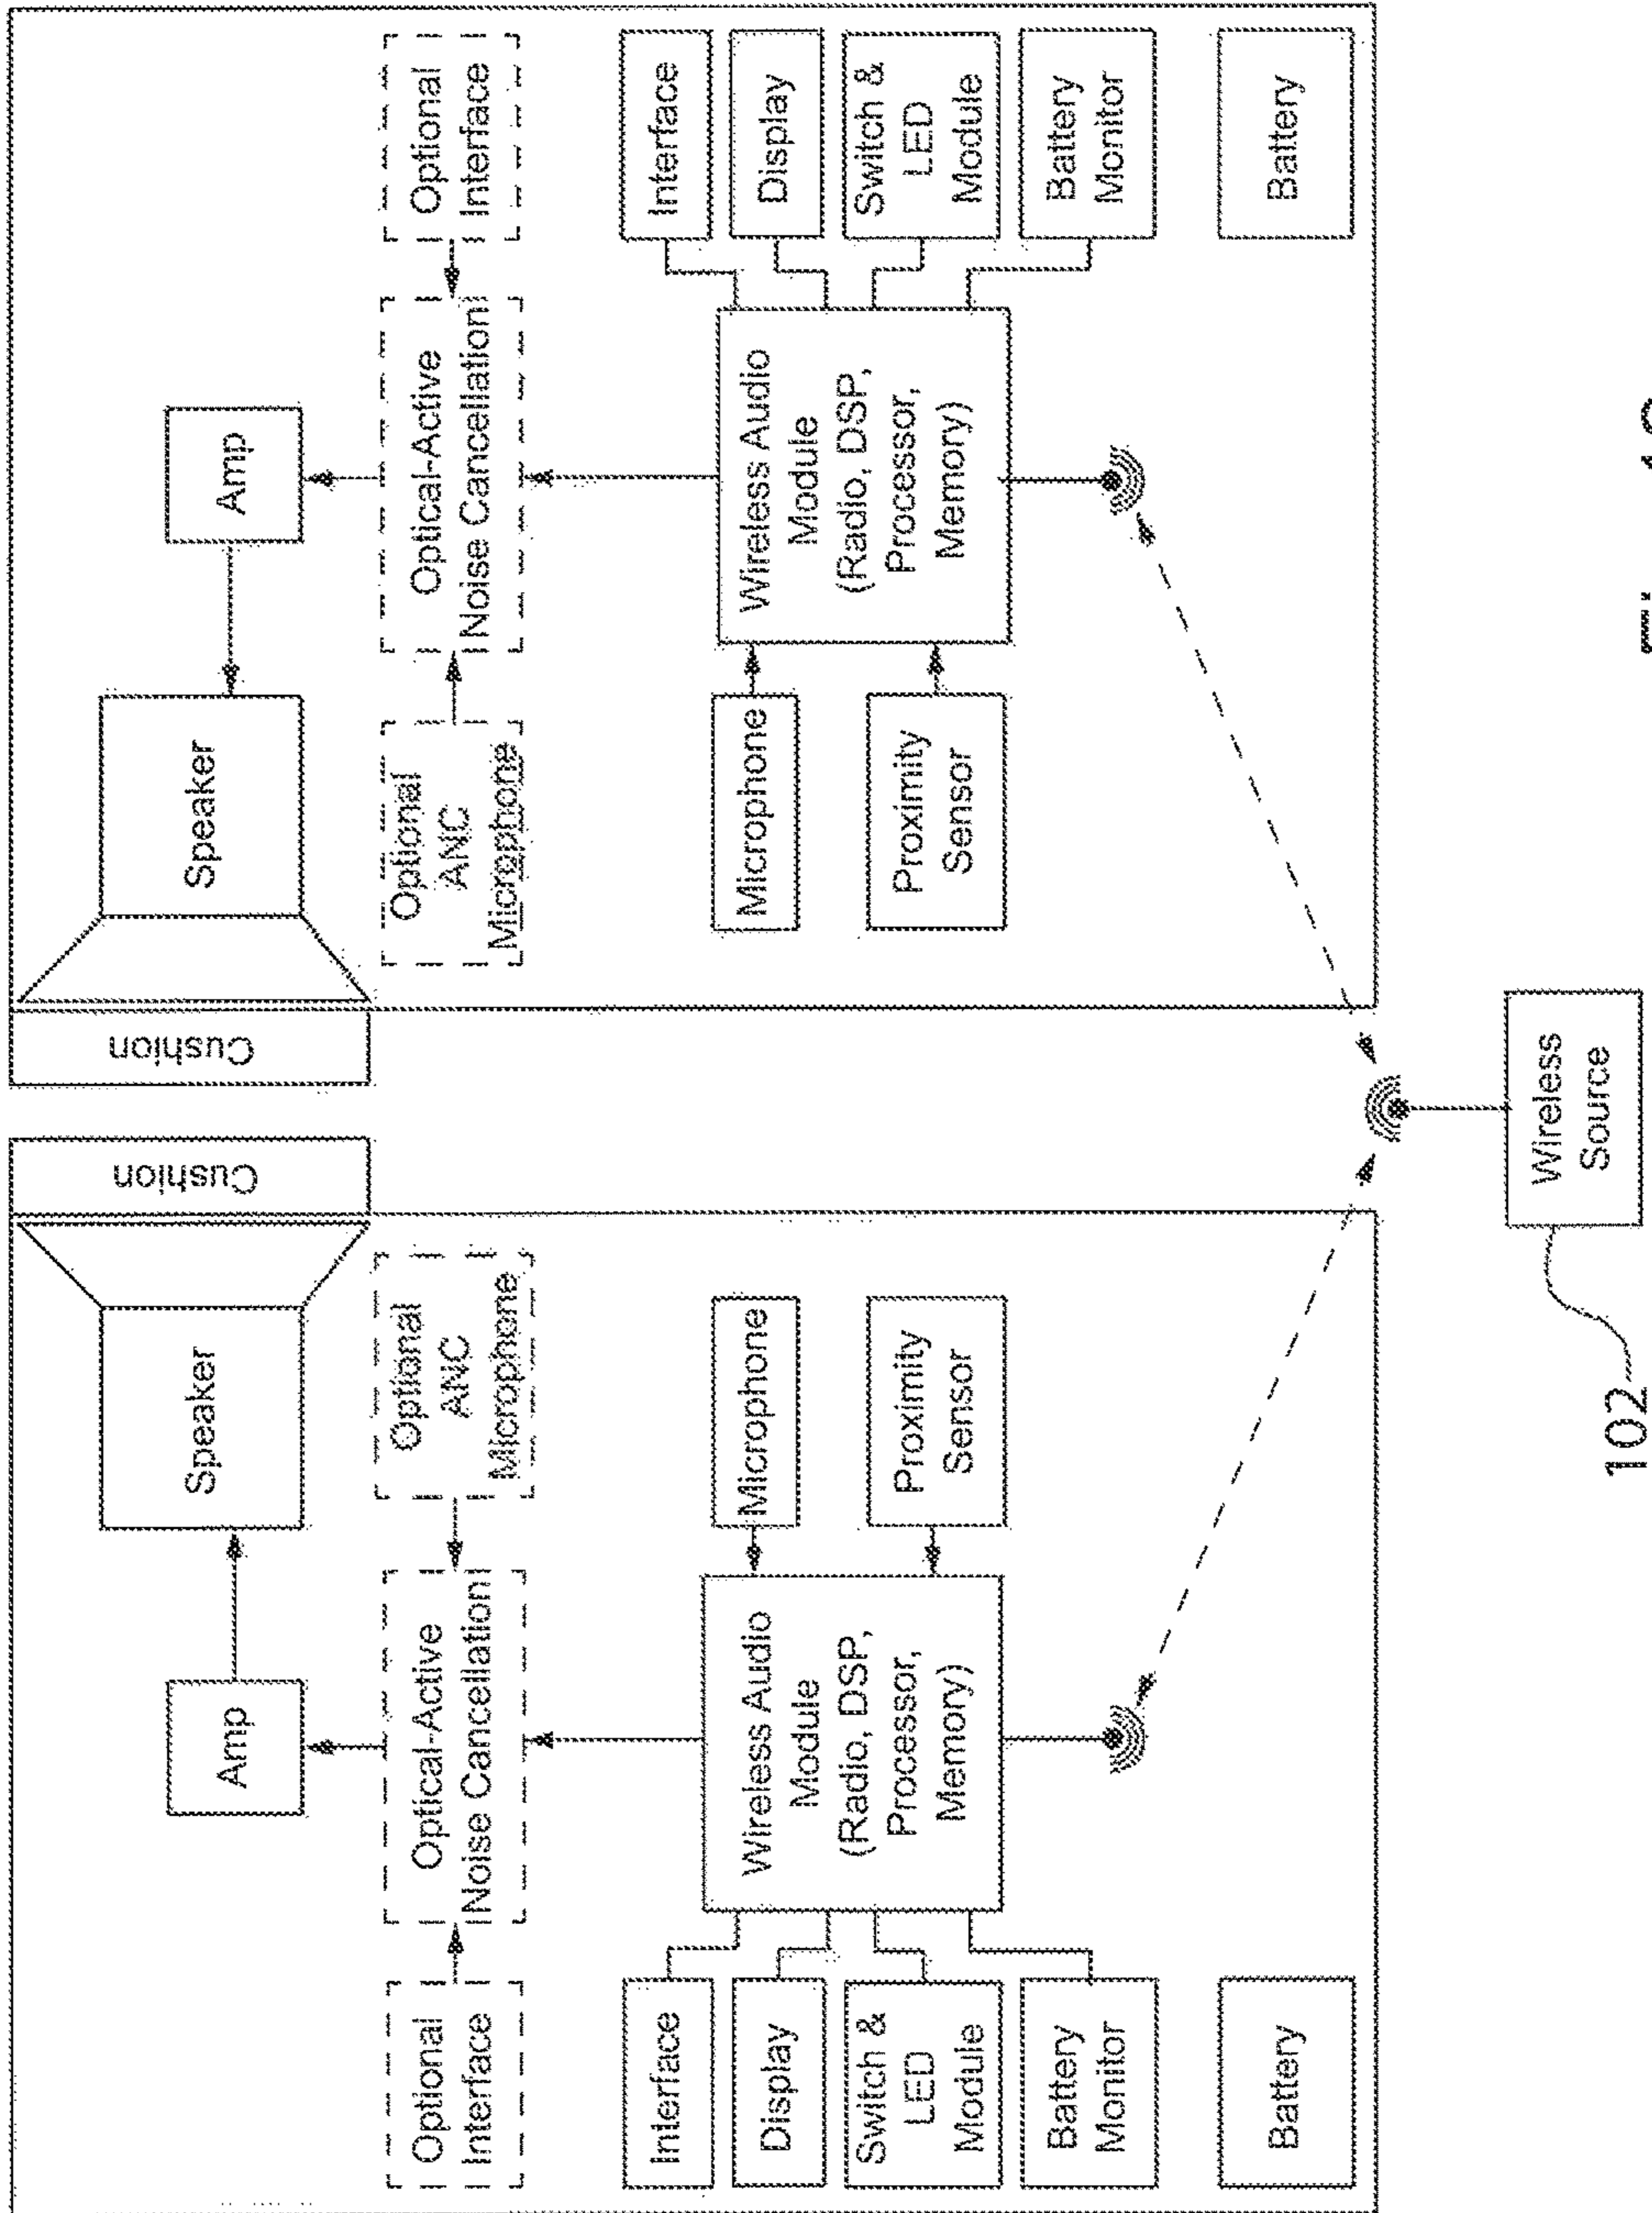 Speaker
Cushion
Amp
Optional
Interface
Optical-Active
Noise Cancellation
Optional
ANC
Microphone
Interface
Display
Switch &
LED
Module
Battery
Monitor
Battery
Wireless Audio
Module
(Radio, DSP,
Processor,
Memory)
Microphone
Proximity
Sensor
Cushion
Speaker
Amp
Optional
ANC
Microphone
Optical-Active
Noise Cancellation
Optional
Interface
Microphone
Proximity
Sensor
Wireless Audio
Module
(Radio, DSP,
Processor,
Memory)
Interface
Display
Switch &
LED
Module
Battery
Monitor
Battery
Wireless
Source
102